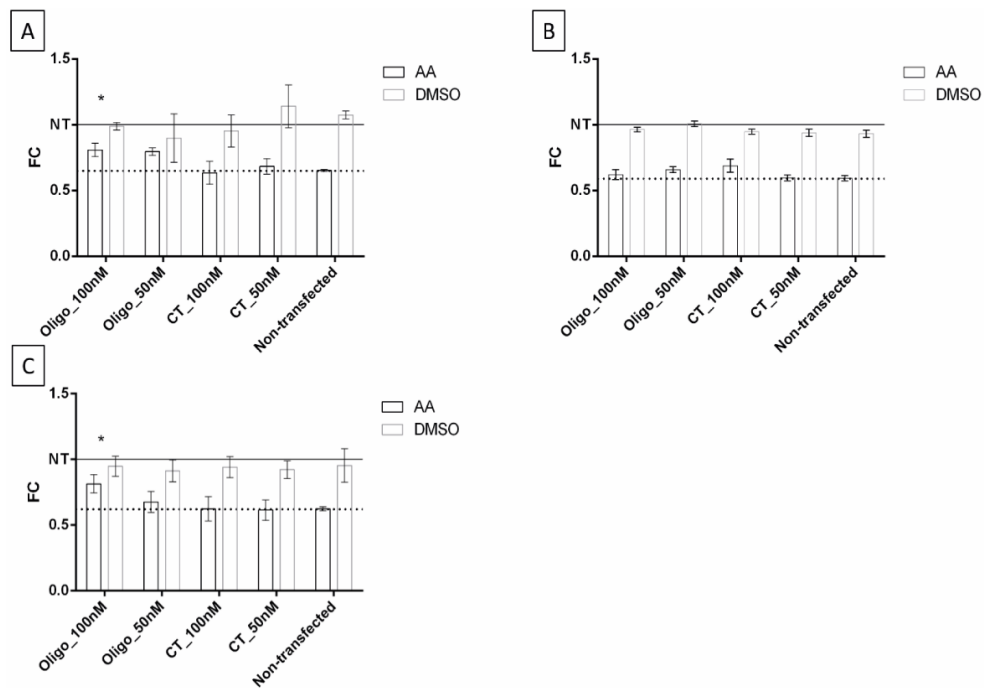 A
1.5
NT
FC
0.5
0.0
*
AA
DMSO
Oligo_100nM
Oligo_50nM
CT_100nM
CT_50nM
Non-transfected
B
1.5
NT
FC
0.5
0.0
AA
DMSO
Oligo_100nM
Oligo_50nM
CT_100nM
CT_50nM
Non-transfected
C
1.5
NT
FC
0.5
0.0
*
AA
DMSO
Oligo_100nM
Oligo_50nM
CT_100nM
CT_50nM
Non-transfected